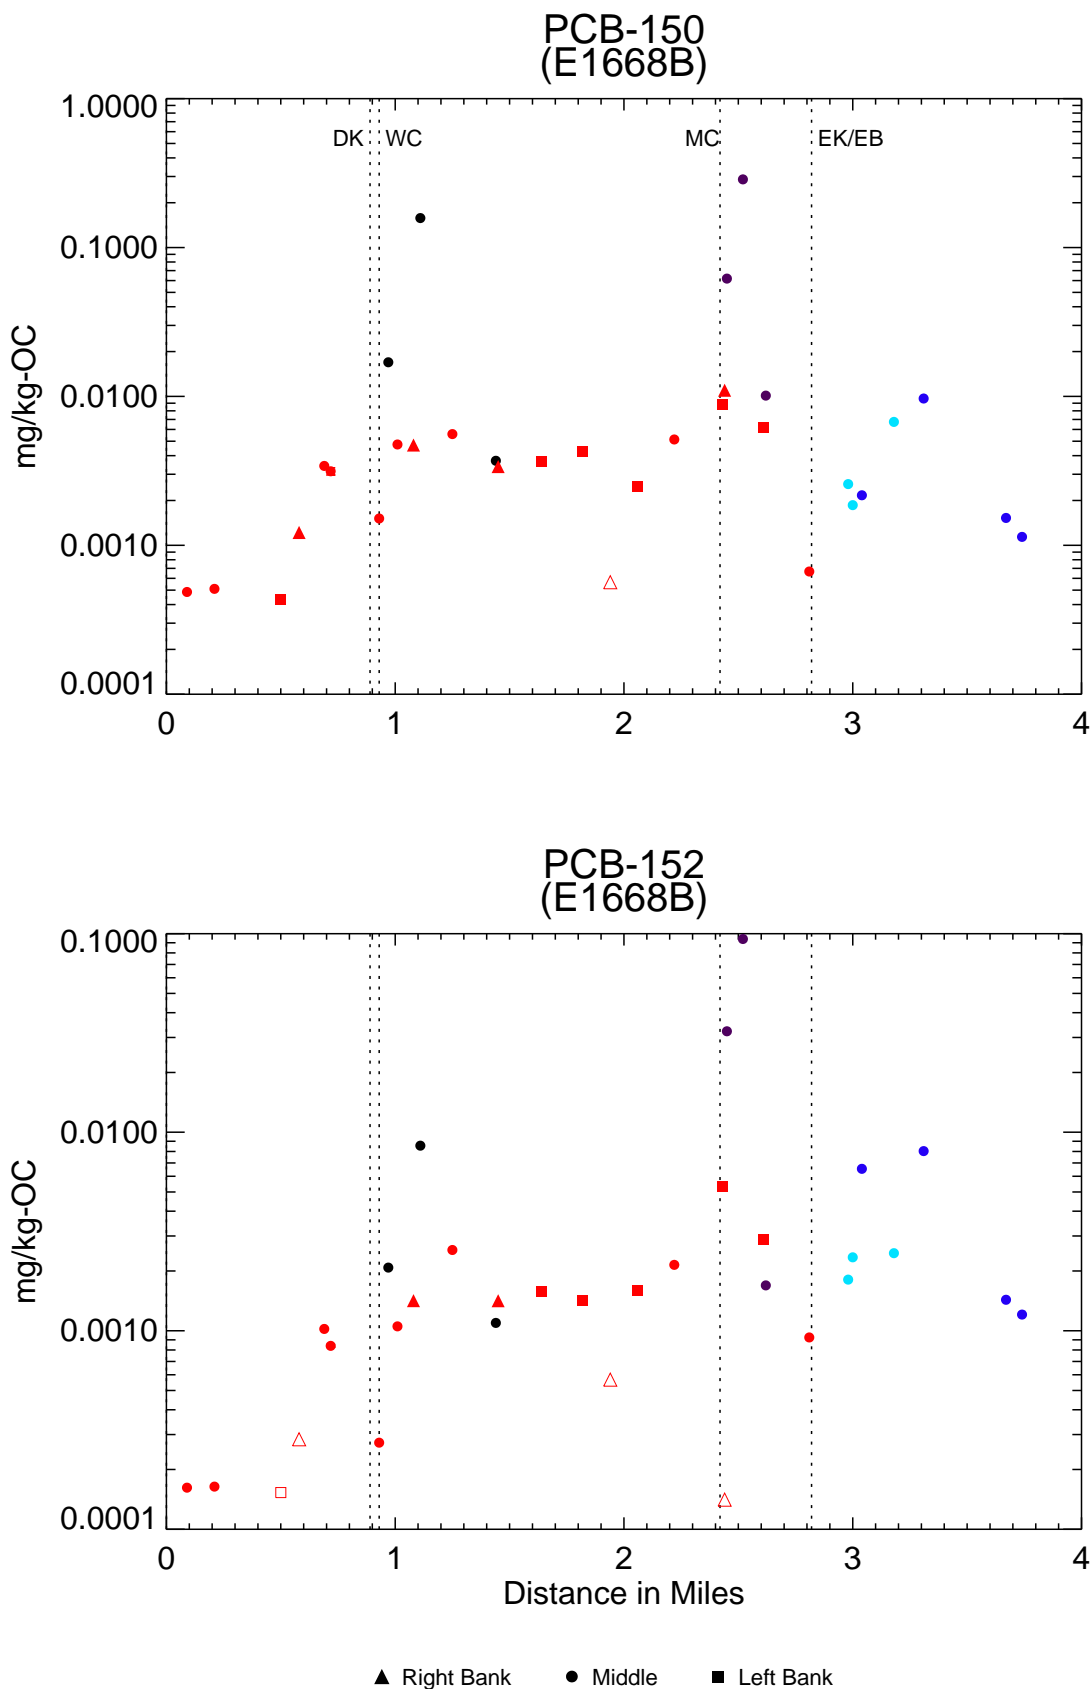 PCB-150
(E1668B)
1.0000
DK WC MC EK/EB
0.1000
0.0100
0.0010
0.0001
mg/kg-OC
0 1 2 3 4
PCB-152
(E1668B)
0.1000
0.0100
0.0010
0.0001
mg/kg-OC
0 1 2 3 4
Distance in Miles
Right Bank Middle Left Bank